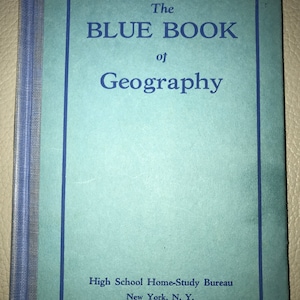 The
BLUE BOOK
of
Geography
High School Home-Study Bureau
New York, N. Y.